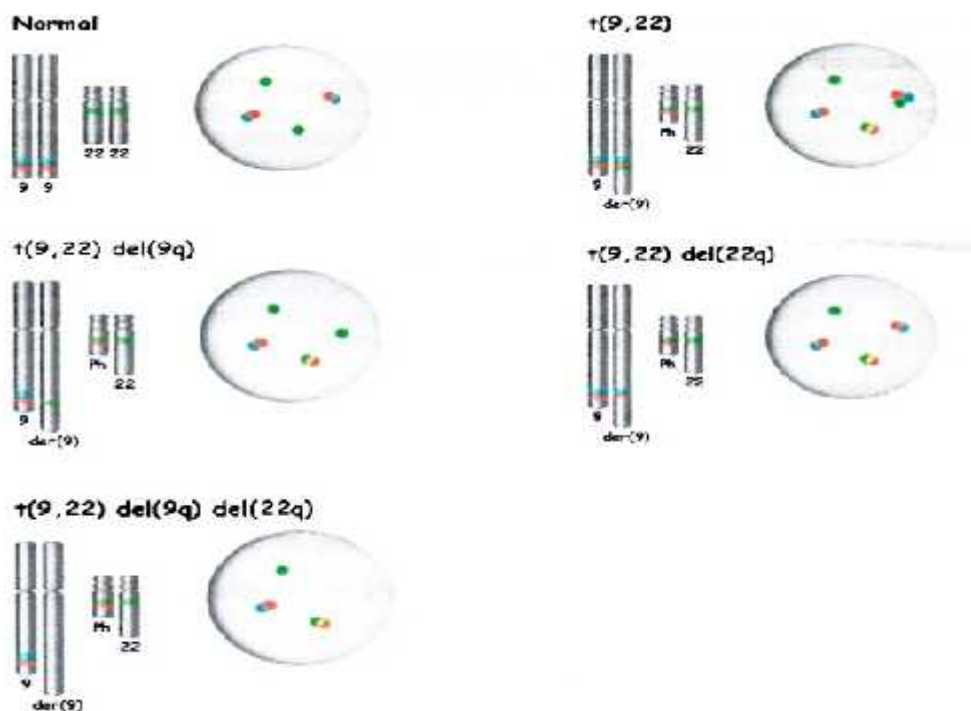 Normal
9 9
22 22
t(9,22)
9
der(9)
Ph
22
t(9,22) del(9q)
9
der(9)
Ph
22
t(9,22) del(22q)
9
der(9)
Ph
22
t(9,22) del(9q) del(22q)
9
der(9)
Ph
22